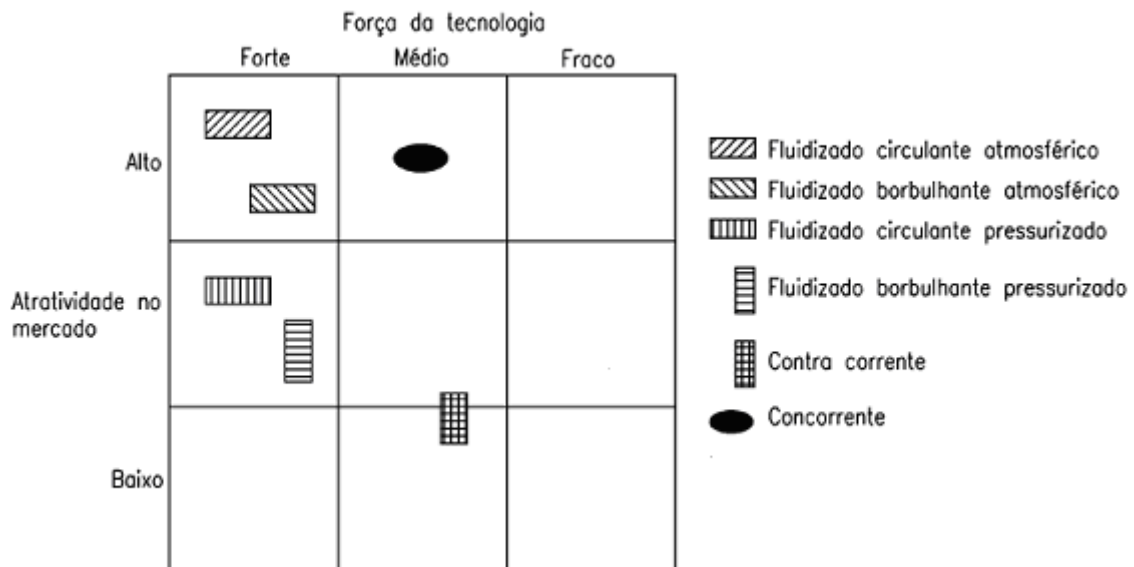 Força da tecnologia
Forte Médio Fraco
Alto
Atratividade no
mercado
Baixo
Fluidizado circulante atmosférico
Fluidizado borbulhante atmosférico
Fluidizado circulante pressurizado
Fluidizado borbulhante pressurizado
Contra corrente
Concorrente